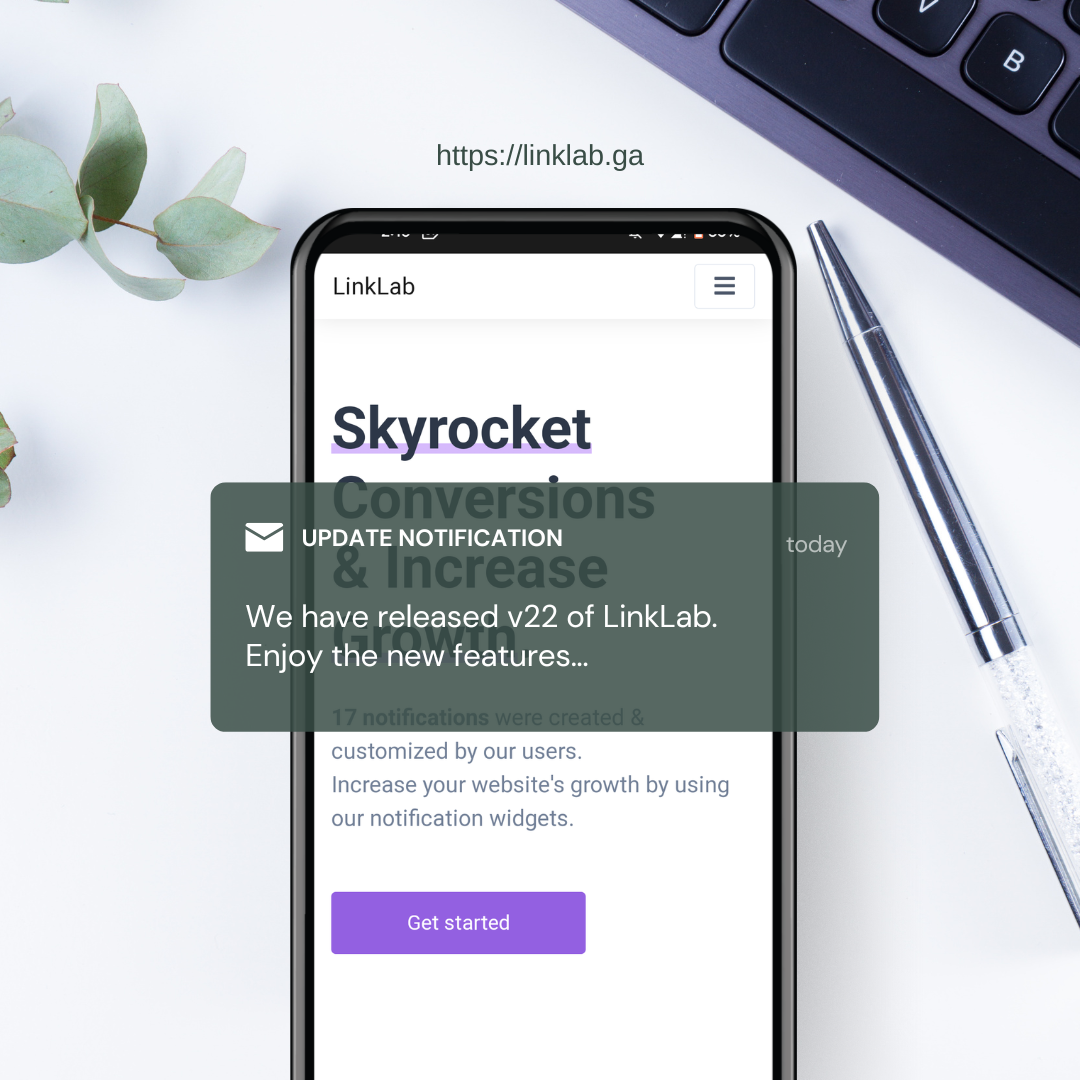 V
B
https://linklab.ga
LinkLab
Skyrocket
Conversions
& Increase
Growth.
UPDATE NOTIFICATION
today
We have released v22 of LinkLab.
Enjoy the new features...
17 notifications were created &
customized by our users.
Increase your website's growth by using
our notification widgets.
Get started